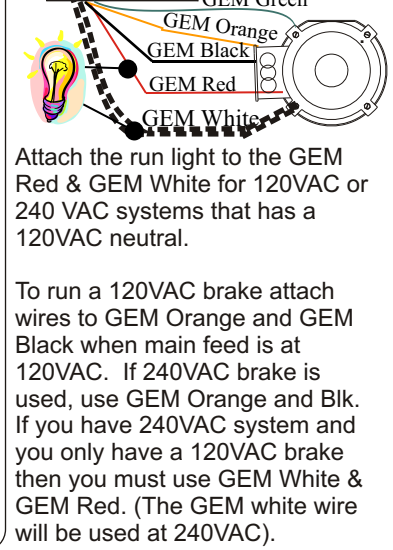 GEM Green
GEM Orange
GEM Black
GEM Red
GEM White
Attach the run light to the GEM
Red & GEM White for 120VAC or
240 VAC systems that has a
120VAC neutral.
To run a 120VAC brake attach
wires to GEM Orange and GEM
Black when main feed is at
120VAC.  If 240VAC brake is
used, use GEM Orange and Blk.
If you have 240VAC system and
you only have a 120VAC brake
then you must use GEM White &
GEM Red. (The GEM white wire
will be used at 240VAC).